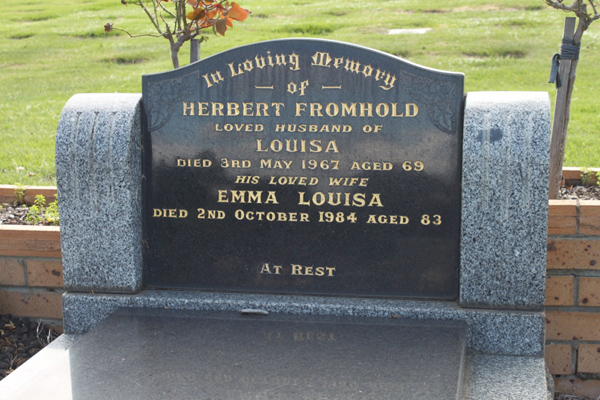 In Loving Memory
of
HERBERT FROMHOLD
LOVED HUSBAND OF
LOUISA
DIED 3RD MAY 1967 AGED 69
HIS LOVED WIFE
EMMA LOUISA
DIED 2ND OCTOBER 1984 AGED 83
AT REST